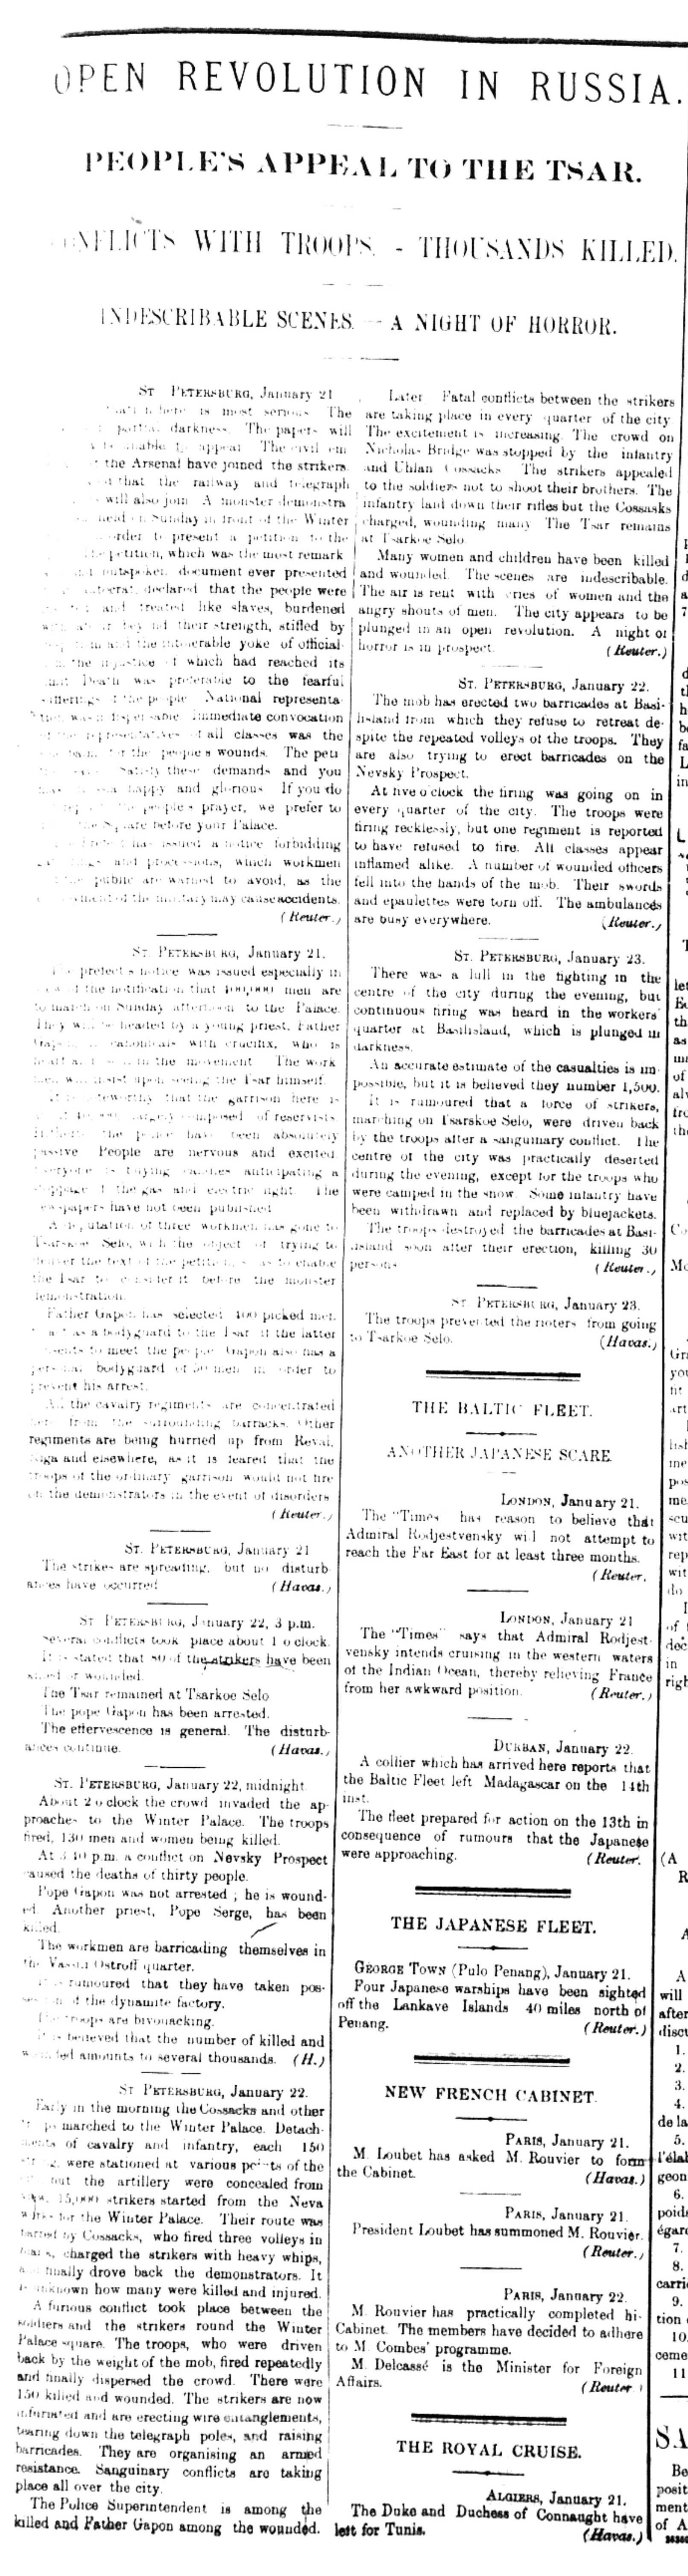 OPEN REVOLUTION IN RUSSIA.
PEOPLE'S APPEAL TO THE TSAR.
CONFLICTS WITH TROOPS. - THOUSANDS KILLED.
INDESCRIBABLE SCENES. - A NIGHT OF HORROR.
ST PETERSBURG, January 21
here is most serious The
partial darkness. The papers will
unable to appear The civil em
the Arsenal have joined the strikers.
that the railway and telegraph
will also join A monster demonstra
held on Sunday in front of the Winter
order to present a petition to the
petition, which was the most remark
outspoken document ever presented
declared that the people were
and treated like slaves, burdened
their strength, stifled by
and the intolerable yoke of official-
the injustice of which had reached its
Death was preferable to the fearful
sufferings of the people National representa
was indispensable Immediate convocation
of the representatives of all classes was the
for the people's wounds. The peti
Satisfy these demands and you
happy and glorious If you do
the people's prayer, we prefer to
the Square before your Palace.
has issued a notice forbidding
and processions, which workmen
the public are warned to avoid, as the
of the military may cause accidents.
(Reuter.)
ST. PETERSBURG, January 21.
The prefect's notice was issued especially in
view of the notification that 400,000 men are
to march on Sunday afternoon to the Palace.
They will be headed by a young priest, Father
Gapon, in canonicals with crucifix, who is
heart and soul in the movement The work
men will insist upon seeing the Tsar himself.
It is noteworthy that the garrison here is
largely composed of reservists.
Hitherto the police have been absolutely
passive People are nervous and excited
Everyone is buying candles anticipating a
stoppage of the gas and electric light. The
newspapers have not been published
A deputation of three workmen has gone to
Tsarskoe Selo, with the object of trying to
deliver the text of the petition, so as to enable
the Tsar to consider it before the monster
demonstration.
Father Gapon has selected 400 picked men
to act as a bodyguard to the Tsar if the latter
consents to meet the people Gapon also has a
personal bodyguard of 50 men in order to
prevent his arrest.
All the cavalry regiments are concentrated
here from the surrounding barracks. Other
regiments are being hurried up from Reval,
Riga and elsewhere, as it is feared that the
troops of the ordinary garrison would not fire
on the demonstrators in the event of disorders
(Reuter.)
ST. PETERSBURG, January 21
The strikes are spreading, but no disturb-
ances have occurred (Havas.)
ST PETERSBURG, January 22, 3 p.m.
Several conflicts took place about 1 o clock.
It is stated that 80 of the strikers have been
killed or wounded.
The Tsar remained at Tsarkoe Selo
The pope Gapon has been arrested.
The effervescence is general. The disturb-
ances continue. (Havas.)
ST. PETERSBURG, January 22, midnight
About 2 o clock the crowd invaded the ap-
proaches to the Winter Palace. The troops
fired, 130 men and women being killed.
At 3 40 p.m. a conflict on Nevsky Prospect
caused the deaths of thirty people.
Pope Gapon was not arrested ; he is wound-
ed. Another priest, Pope Serge, has been
killed.
The workmen are barricading themselves in
the Vassili Ostroff quarter.
It is rumoured that they have taken pos-
session of the dynamite factory.
The troops are bivouacking.
It is believed that the number of killed and
wounded amounts to several thousands. (H.)
ST PETERSBURG, January 22.
Early in the morning the Cossacks and other
troops marched to the Winter Palace. Detach-
ments of cavalry and infantry, each 150
strong, were stationed at various points of the
but the artillery were concealed from
view. 15,000 strikers started from the Neva
works for the Winter Palace. Their route was
barred by Cossacks, who fired three volleys in
charged the strikers with heavy whips,
and finally drove back the demonstrators. It
is unknown how many were killed and injured.
A furious conflict took place between the
soldiers and the strikers round the Winter
Palace square. The troops, who were driven
back by the weight of the mob, fired repeatedly
and finally dispersed the crowd. There were
150 killed and wounded. The strikers are now
infuriated and are erecting wire entanglements,
tearing down the telegraph poles, and raising
barricades. They are organising an armed
resistance. Sanguinary conflicts are taking
place all over the city.
The Police Superintendent is among the
killed and Father Gapon among the wounded.
Later Fatal conflicts between the strikers
are taking place in every quarter of the city
The excitement is increasing. The crowd on
Nicholas Bridge was stopped by the infantry
and Uhlan Cossacks The strikers appealed
to the soldiers not to shoot their brothers. The
infantry laid down their rifles but the Cossasks
charged, wounding many The Tsar remains
at Tsarkoe Selo.
Many women and children have been killed
and wounded. The scenes are indescribable.
The air is rent with cries of women and the
angry shouts of men. The city appears to be
plunged in an open revolution. A night of
horror is in prospect. (Reuter.)
ST. PETERSBURG, January 22.
The mob has erected two barricades at Basi-
lisland from which they refuse to retreat de-
spite the repeated volleys of the troops. They
are also trying to erect barricades on the
Nevsky Prospect.
At five o'clock the firing was going on in
every quarter of the city. The troops were
firing recklessly, but one regiment is reported
to have refused to fire. All classes appear
inflamed alike. A number of wounded officers
fell into the hands of the mob. Their swords
and epaulettes were torn off. The ambulances
are busy everywhere. (Reuter.)
ST. PETERSBURG, January 23.
There was a lull in the fighting in the
centre of the city during the evening, but
continuous firing was heard in the workers'
quarter at Basilisland, which is plunged in
darkness.
An accurate estimate of the casualties is im-
possible, but it is believed they number 1,500.
It is rumoured that a force of strikers,
marching on Tsarskoe Selo, were driven back
by the troops after a sanguinary conflict. The
centre of the city was practically deserted
during the evening, except for the troops who
were camped in the snow. Some infantry have
been withdrawn and replaced by bluejackets.
The troops destroyed the barricades at Basi-
lisland soon after their erection, killing 30
persons (Reuter.)
ST. PETERSBURG, January 23.
The troops prevented the rioters from going
to Tsarkoe Selo. (Havas.)
THE BALTIC FLEET.
ANOTHER JAPANESE SCARE.
LONDON, January 21.
The "Times has reason to believe that
Admiral Rodjestvensky will not attempt to
reach the Far East for at least three months.
(Reuter.
LONDON, January 21
The "Times" says that Admiral Rodjest-
vensky intends cruising in the western waters
of the Indian Ocean, thereby relieving France
from her awkward position. (Reuter.)
DURBAN, January 22.
A collier which has arrived here reports that
the Baltic Fleet left Madagascar on the 14th
inst.
The fleet prepared for action on the 13th in
consequence of rumours that the Japanese
were approaching. (Reuter.
THE JAPANESE FLEET.
GEORGE TOWN (Pulo Penang), January 21.
Four Japanese warships have been sighted
off the Lankave Islands 40 miles north of
Penang. (Reuter.)
NEW FRENCH CABINET
PARIS, January 21.
M. Loubet has asked M. Rouvier to form
the Cabinet. (Havas.)
PARIS, January 21.
President Loubet has summoned M. Rouvier.
(Reuter.)
PARIS, January 22.
M. Rouvier has practically completed hi-
Cabinet. The members have decided to adhere
to M Combes' programme.
M. Delcassé is the Minister for Foreign
Affairs. (Reuter )
THE ROYAL CRUISE.
ALGIERS, January 21.
The Duke and Duchess of Connaught have
left for Tunis. (Havas.)